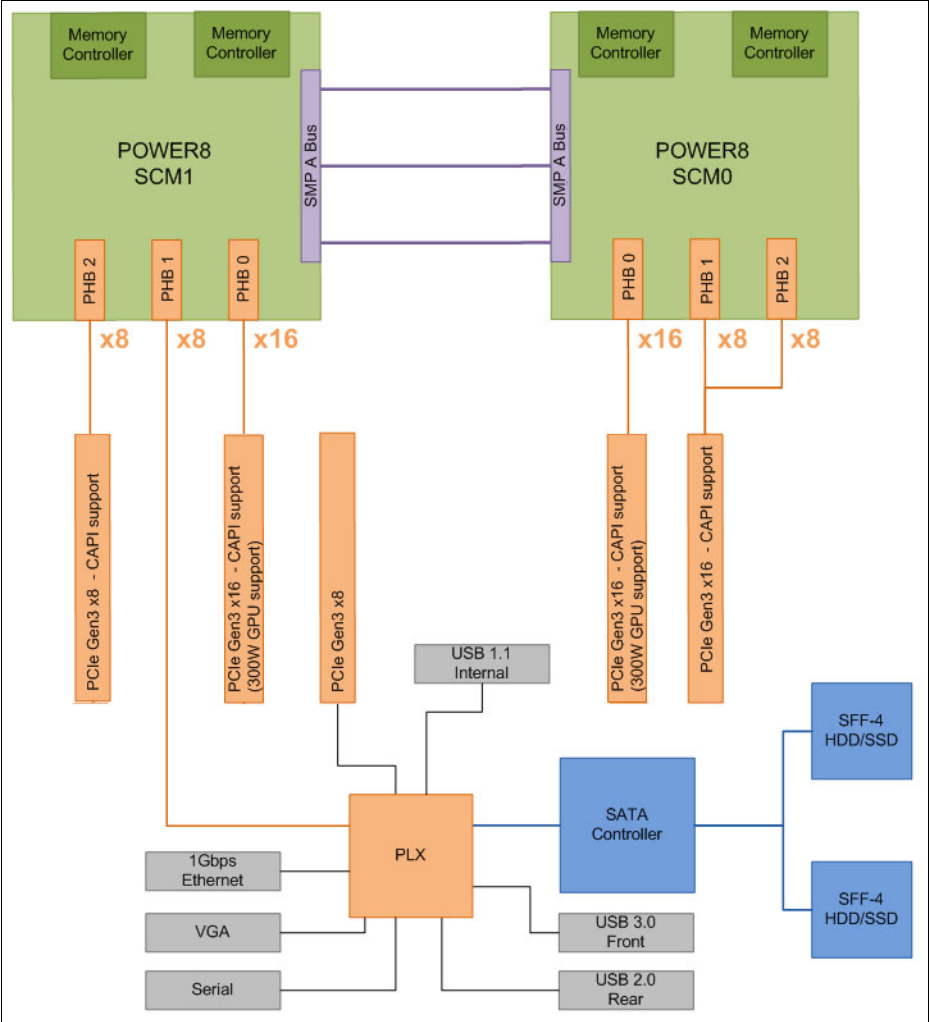 Memory
Controller
Memory
Controller
Memory
Controller
Memory
Controller
POWER8
SCM1
SMP A Bus
SMP A Bus
POWER8
SCM0
PHB 2
PHB 1
PHB 0
PHB 0
PHB 1
PHB 2
x8
x8
x16
x16
x8
x8
PCIe Gen3 x8 - CAPI support
PCIe Gen3 x16 - CAPI support
(300W GPU support)
PCIe Gen3 x8
PCIe Gen3 x16 - CAPI support
(300W GPU support)
PCIe Gen3 x16 - CAPI support
USB 1.1
Internal
SFF-4
HDD/SSD
SATA
Controller
PLX
1Gbps
Ethernet
SFF-4
HDD/SSD
VGA
USB 3.0
Front
Serial
USB 2.0
Rear